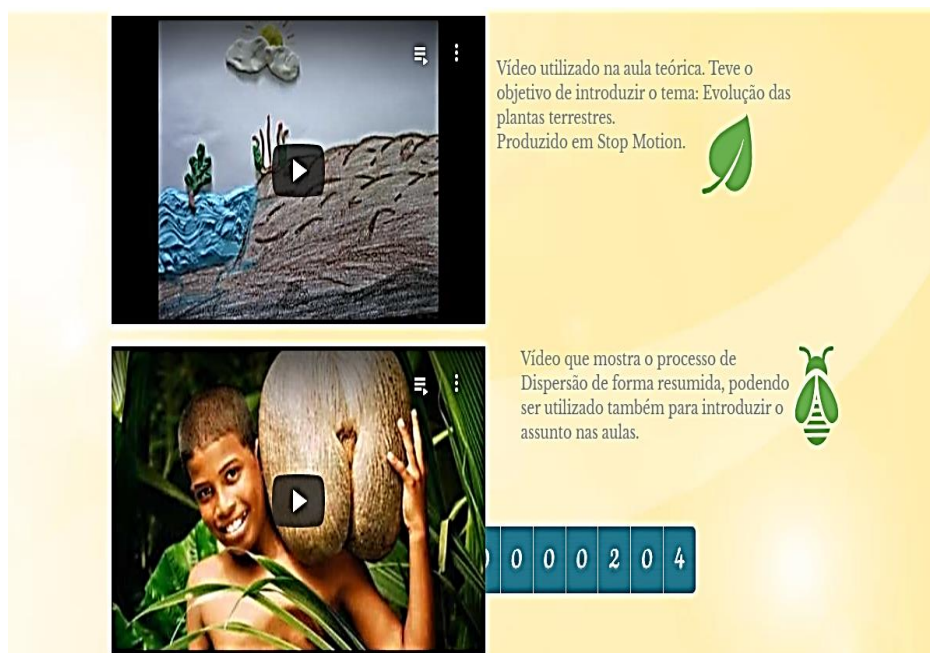 Vídeo utilizado na aula teórica. Teve o
objetivo de introduzir o tema: Evolução das
plantas terrestres.
Produzido em Stop Motion.
Vídeo que mostra o processo de
Dispersão de forma resumida, podendo
ser utilizado também para introduzir o
assunto nas aulas.
0 0 0 2 0 4